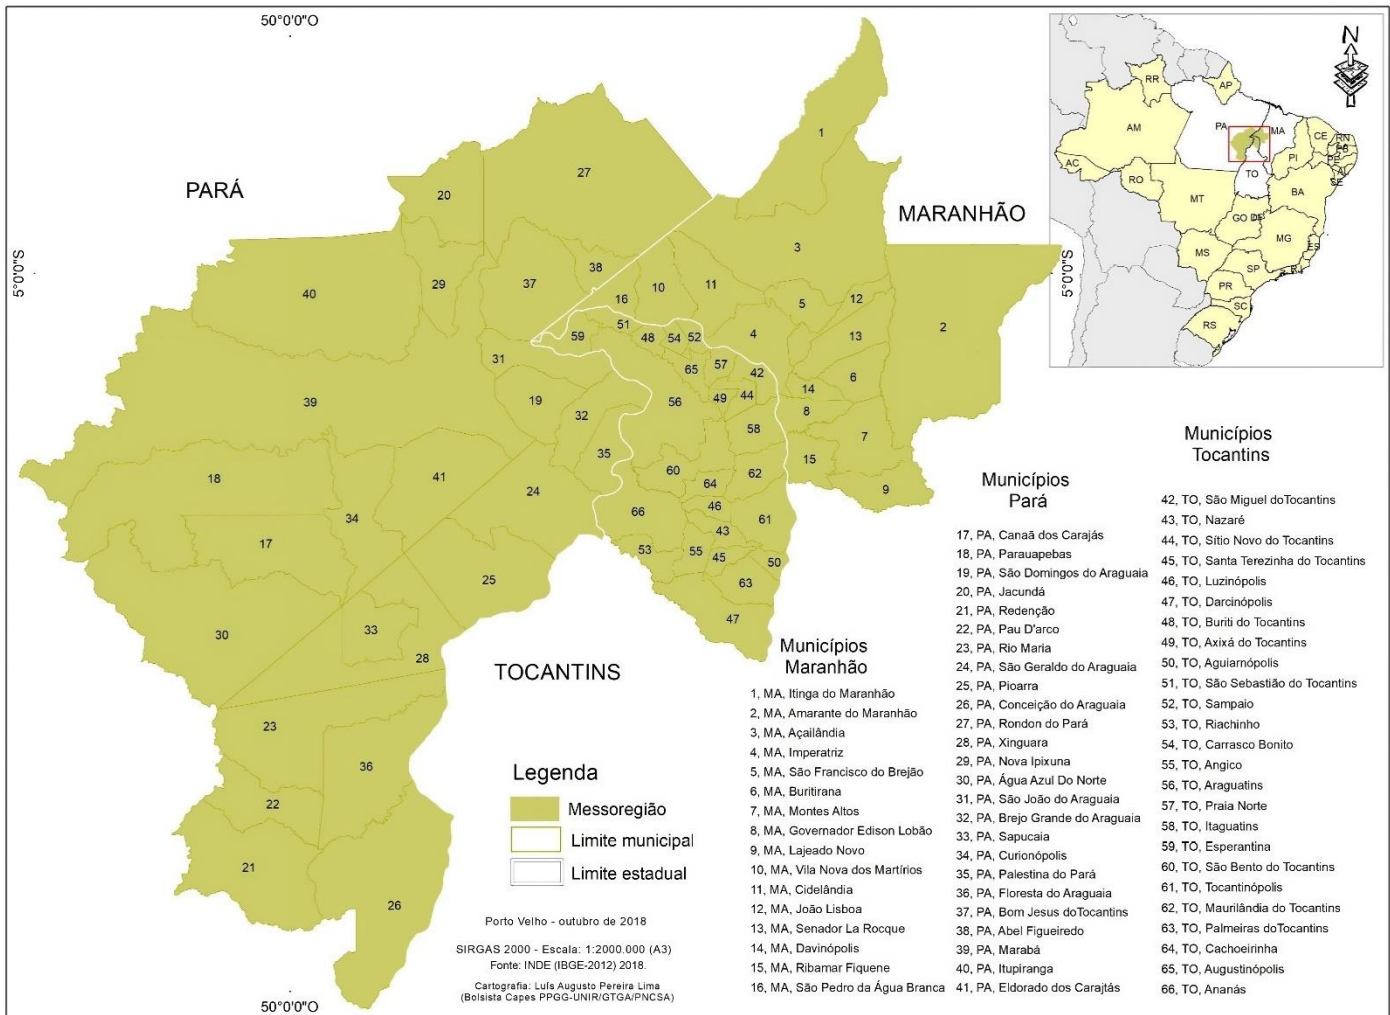 50°0'0"O
N
RR
AP
AM
PA
MA
CE
RN
PB
PE
AL
SE
PI
AC
RO
TO
BA
MT
GO
DF
MG
ES
MS
SP
RJ
PR
SC
RS
PARÁ
MARANHÃO
5°0'0"S
5°0'0"S
1
27
20
3
38
37
29
40
10
11
16
5
12
2
51
59
48
54
52
4
13
31
65
57
42
6
39
19
32
56
49
44
14
8
58
7
35
15
18
41
24
60
64
62
9
34
66
46
61
17
53
55
43
45
50
25
63
30
33
28
47
TOCANTINS
23
36
22
21
26
Legenda
Messoregião
Limite municipal
Limite estadual
Porto Velho - outubro de 2018
SIRGAS 2000 - Escala: 1:2000.000 (A3)
Fonte: INDE (IBGE-2012) 2018.
Cartografia: Luís Augusto Pereira Lima
(Bolsista Capes PPGG-UNIR/GTGA/PNCSA)
50°0'0"O
Municípios
Maranhão
1, MA, Itinga do Maranhão
2, MA, Amarante do Maranhão
3, MA, Açailândia
4, MA, Imperatriz
5, MA, São Francisco do Brejão
6, MA, Buritirana
7, MA, Montes Altos
8, MA, Governador Edison Lobão
9, MA, Lajeado Novo
10, MA, Vila Nova dos Martírios
11, MA, Cidelândia
12, MA, João Lisboa
13, MA, Senador La Rocque
14, MA, Davinópolis
15, MA, Ribamar Fiquene
16, MA, São Pedro da Água Branca
Municípios
Pará
17, PA, Canaã dos Carajás
18, PA, Parauapebas
19, PA, São Domingos do Araguaia
20, PA, Jacundá
21, PA, Redenção
22, PA, Pau D'arco
23, PA, Rio Maria
24, PA, São Geraldo do Araguaia
25, PA, Pioarra
26, PA, Conceição do Araguaia
27, PA, Rondon do Pará
28, PA, Xinguara
29, PA, Nova Ipixuna
30, PA, Água Azul Do Norte
31, PA, São João do Araguaia
32, PA, Brejo Grande do Araguaia
33, PA, Sapucaia
34, PA, Curionópolis
35, PA, Palestina do Pará
36, PA, Floresta do Araguaia
37, PA, Bom Jesus doTocantins
38, PA, Abel Figueiredo
39, PA, Marabá
40, PA, Itupiranga
41, PA, Eldorado dos Carajtás
Municípios
Tocantins
42, TO, São Miguel doTocantins
43, TO, Nazaré
44, TO, Sítio Novo do Tocantins
45, TO, Santa Terezinha do Tocantins
46, TO, Luzinópolis
47, TO, Darcinópolis
48, TO, Buriti do Tocantins
49, TO, Axixá do Tocantins
50, TO, Aguiarnópolis
51, TO, São Sebastião do Tocantins
52, TO, Sampaio
53, TO, Riachinho
54, TO, Carrasco Bonito
55, TO, Angico
56, TO, Araguatins
57, TO, Praia Norte
58, TO, Itaguatins
59, TO, Esperantina
60, TO, São Bento do Tocantins
61, TO, Tocantinópolis
62, TO, Maurilândia do Tocantins
63, TO, Palmeiras doTocantins
64, TO, Cachoeirinha
65, TO, Augustinópolis
66, TO, Ananás